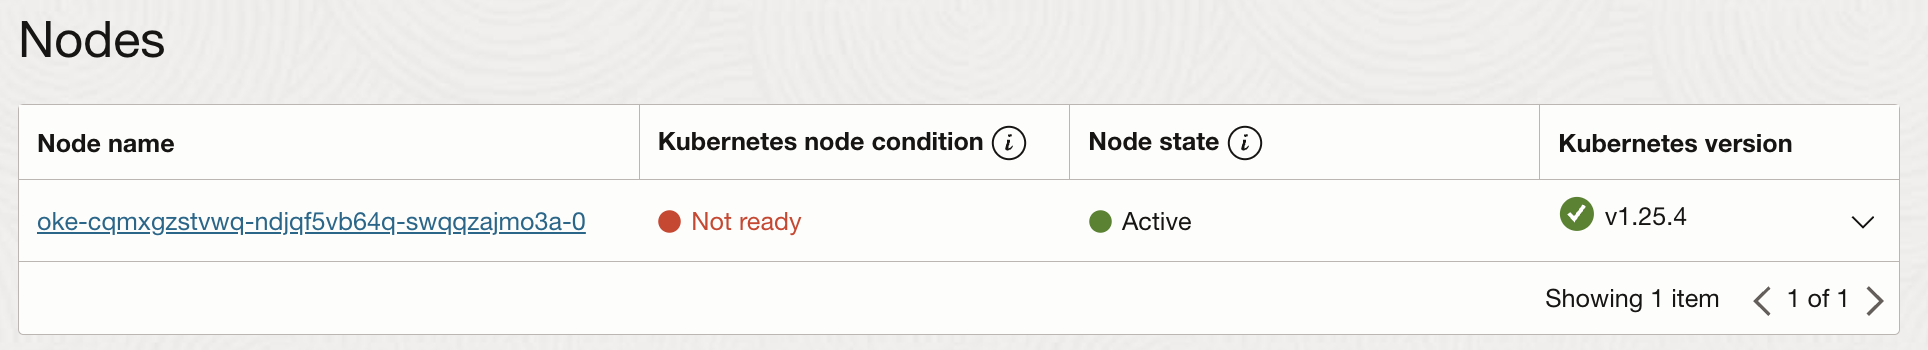 Nodes
Node name Kubernetes node condition i Node state i Kubernetes version
oke-cqmxgzstvwq-ndjqf5vb64q-swqqzajmo3a-0 Not ready Active v1.25.4
Showing 1 item 1 of 1